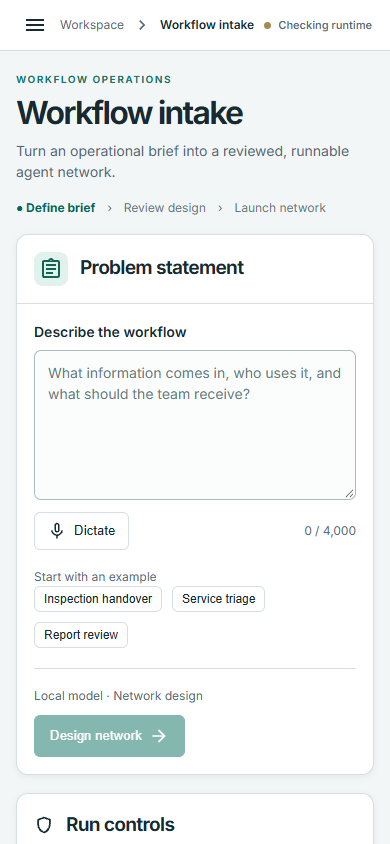 Workspace > Workflow intake ● Checking runtime
WORKFLOW OPERATIONS
Workflow intake
Turn an operational brief into a reviewed, runnable
agent network.
● Define brief › Review design › Launch network
Problem statement
Describe the workflow
What information comes in, who uses it, and
what should the team receive?
Dictate 0 / 4,000
Start with an example
Inspection handover Service triage
Report review
Local model · Network design
Design network →
Run controls